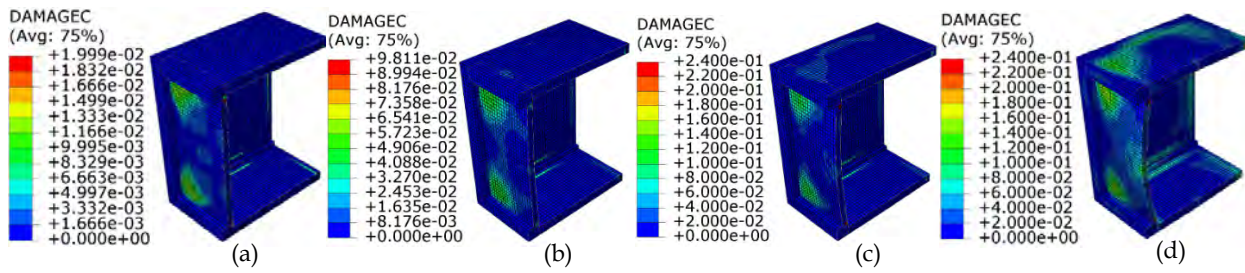 DAMAGEC
(Avg: 75%)
+1.999e-02
+1.832e-02
+1.666e-02
+1.499e-02
+1.333e-02
+1.166e-02
+9.995e-03
+8.329e-03
+6.663e-03
+4.997e-03
+3.332e-03
+1.666e-03
+0.000e+00
(a)
DAMAGEC
(Avg: 75%)
+9.811e-02
+8.994e-02
+8.176e-02
+7.358e-02
+6.541e-02
+5.723e-02
+4.906e-02
+4.088e-02
+3.270e-02
+2.453e-02
+1.635e-02
+8.176e-03
+0.000e+00
(b)
DAMAGEC
(Avg: 75%)
+2.400e-01
+2.200e-01
+2.000e-01
+1.800e-01
+1.600e-01
+1.400e-01
+1.200e-01
+1.000e-01
+8.000e-02
+6.000e-02
+4.000e-02
+2.000e-02
+0.000e+00
(c)
DAMAGEC
(Avg: 75%)
+2.400e-01
+2.200e-01
+2.000e-01
+1.800e-01
+1.600e-01
+1.400e-01
+1.200e-01
+1.000e-01
+8.000e-02
+6.000e-02
+4.000e-02
+2.000e-02
+0.000e+00
(d)